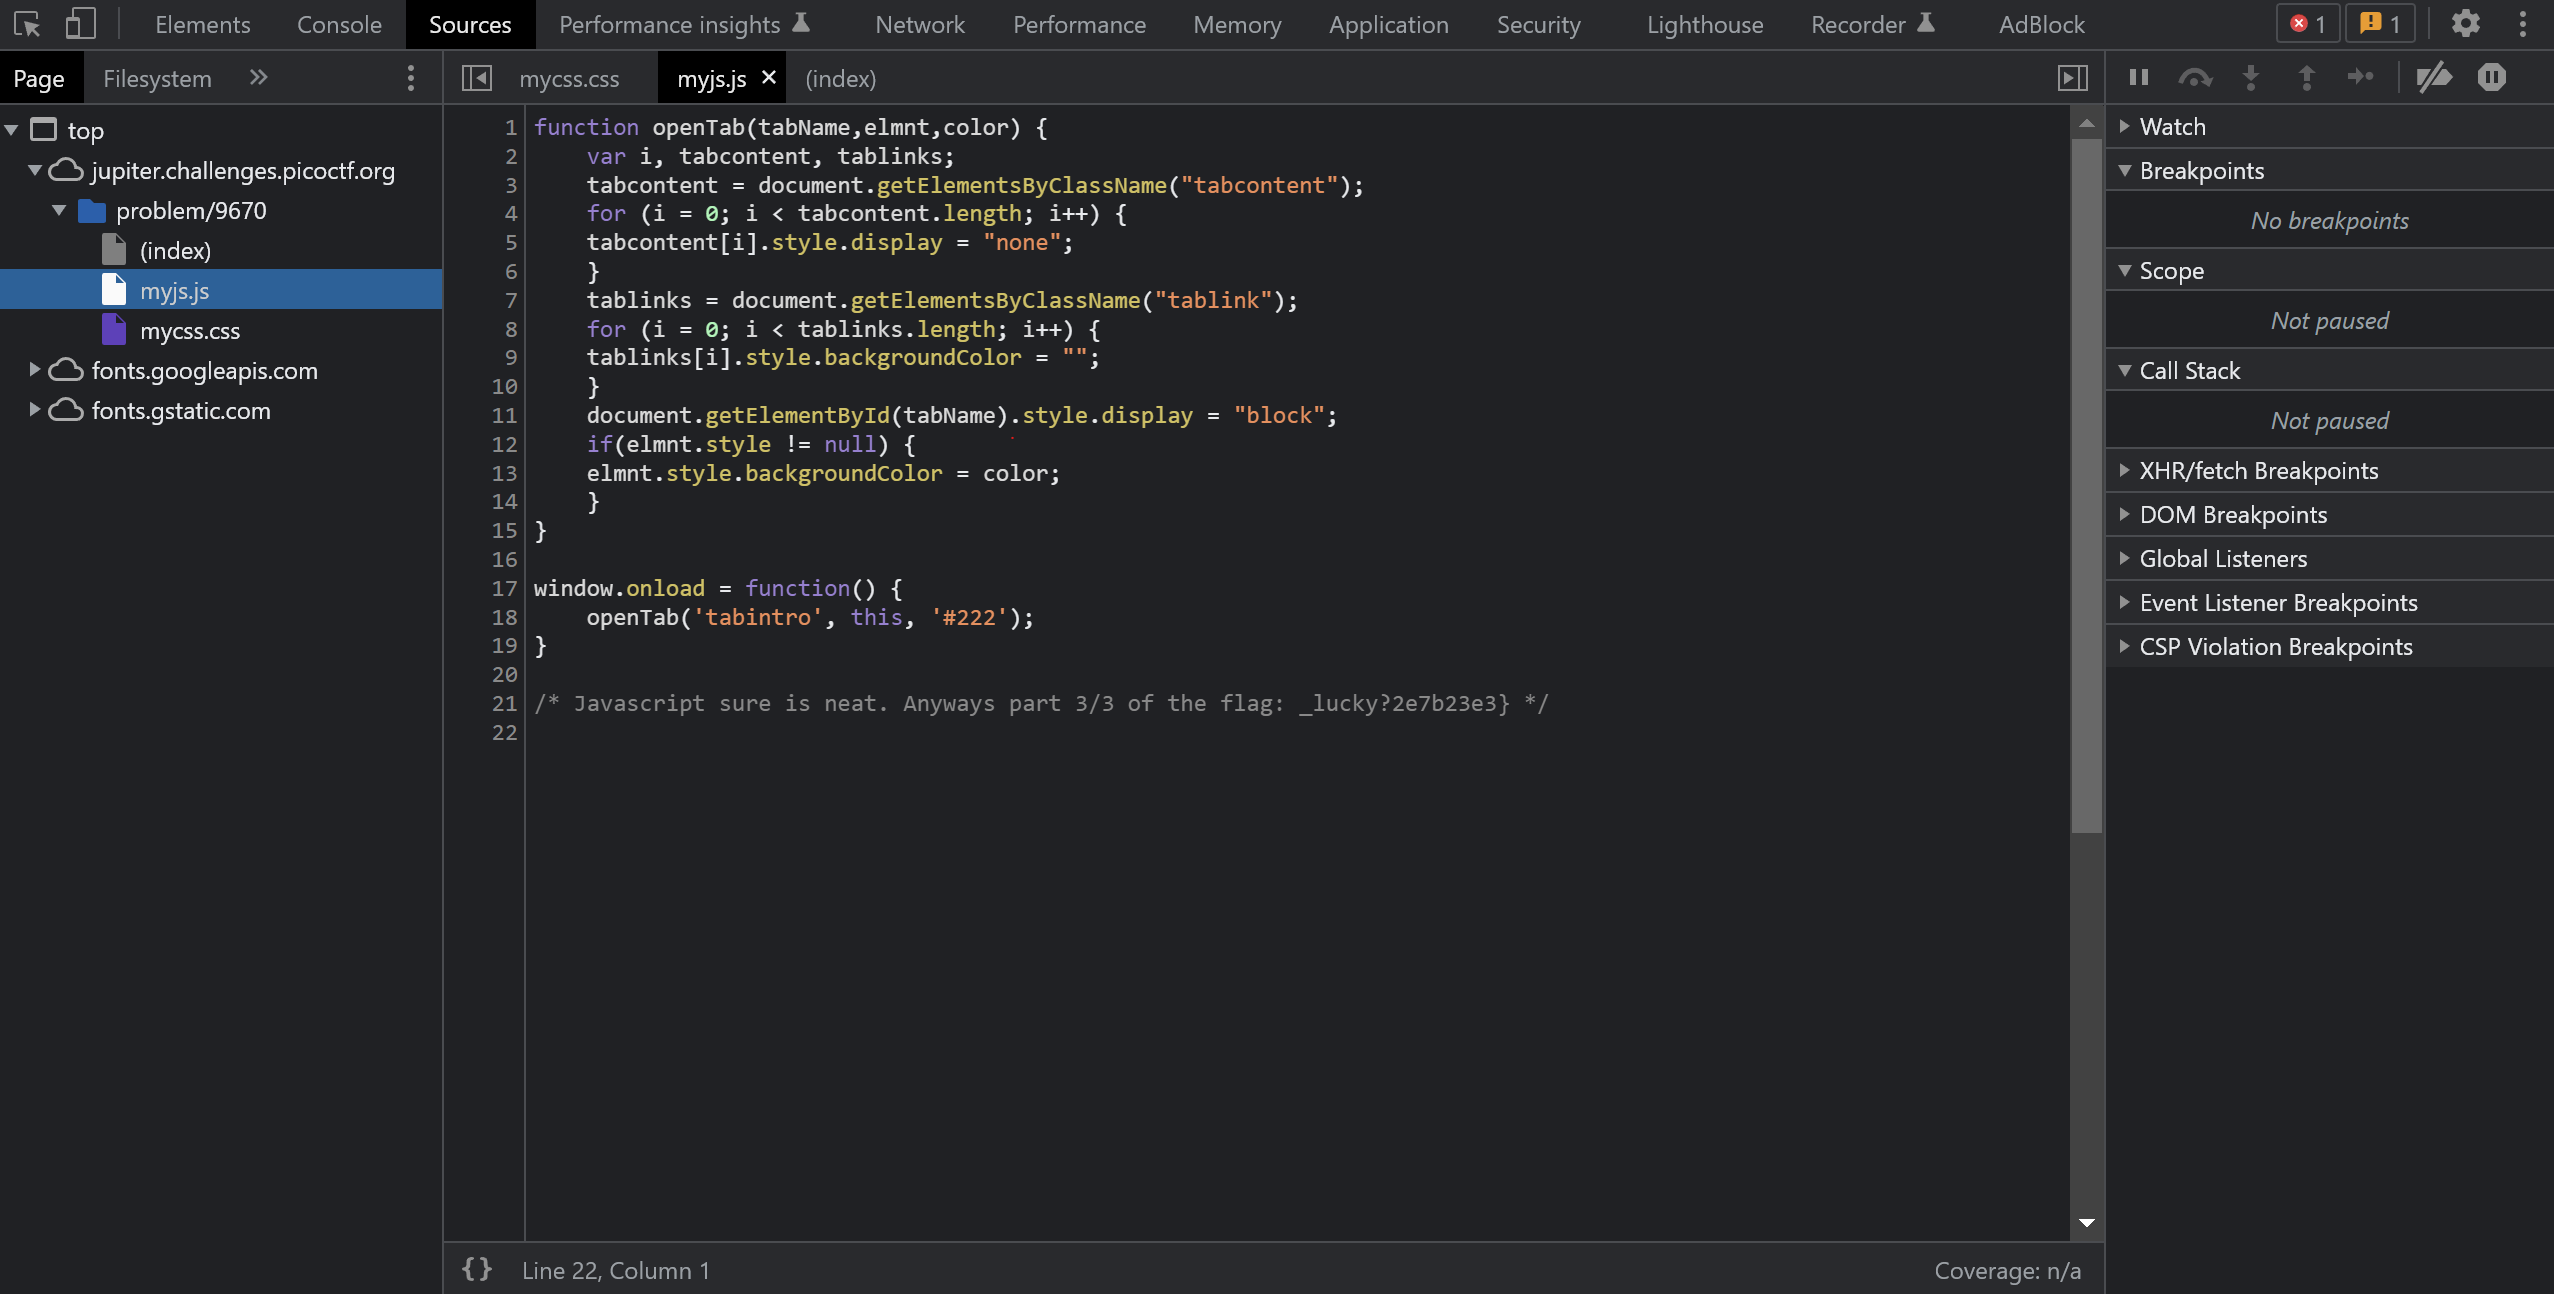 Elements Console Sources Performance insights Network Performance Memory Application Security Lighthouse Recorder AdBlock 1 1
Page Filesystem
mycss.css myjs.js (index)
top
jupiter.challenges.picoctf.org
problem/9670
(index)
myjs.js
mycss.css
fonts.googleapis.com
fonts.gstatic.com
1 function openTab(tabName,elmnt,color) {
2 var i, tabcontent, tablinks;
3 tabcontent = document.getElementsByClassName("tabcontent");
4 for (i = 0; i < tabcontent.length; i++) {
5 tabcontent[i].style.display = "none";
6 }
7 tablinks = document.getElementsByClassName("tablink");
8 for (i = 0; i < tablinks.length; i++) {
9 tablinks[i].style.backgroundColor = "";
10 }
11 document.getElementById(tabName).style.display = "block";
12 if(elmnt.style != null) {
13 elmnt.style.backgroundColor = color;
14 }
15 }
16
17 window.onload = function() {
18 openTab('tabintro', this, '#222');
19 }
20
21 /* Javascript sure is neat. Anyways part 3/3 of the flag: _lucky?2e7b23e3} */
22
{} Line 22, Column 1
Coverage: n/a
Watch
Breakpoints
No breakpoints
Scope
Not paused
Call Stack
Not paused
XHR/fetch Breakpoints
DOM Breakpoints
Global Listeners
Event Listener Breakpoints
CSP Violation Breakpoints